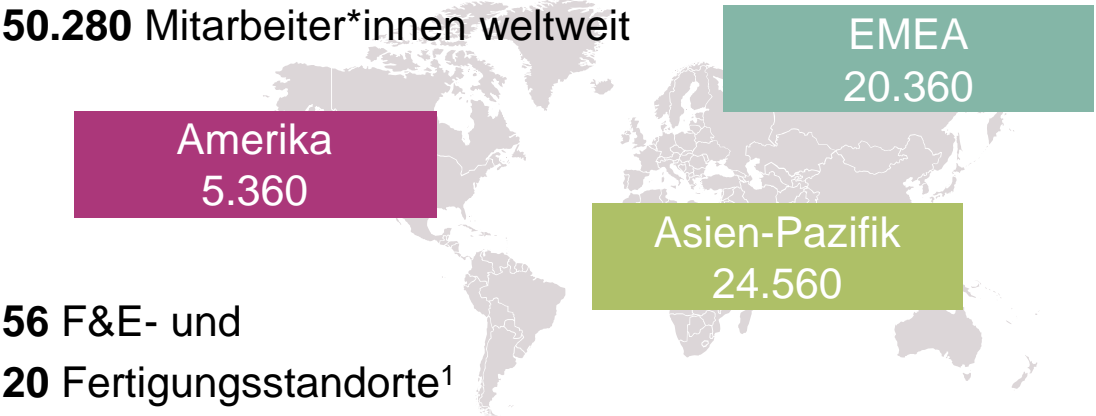 50.280 Mitarbeiter*innen weltweit
EMEA
20.360
Amerika
5.360
Asien-Pazifik
24.560
56 F&E- und
20 Fertigungsstandorte¹